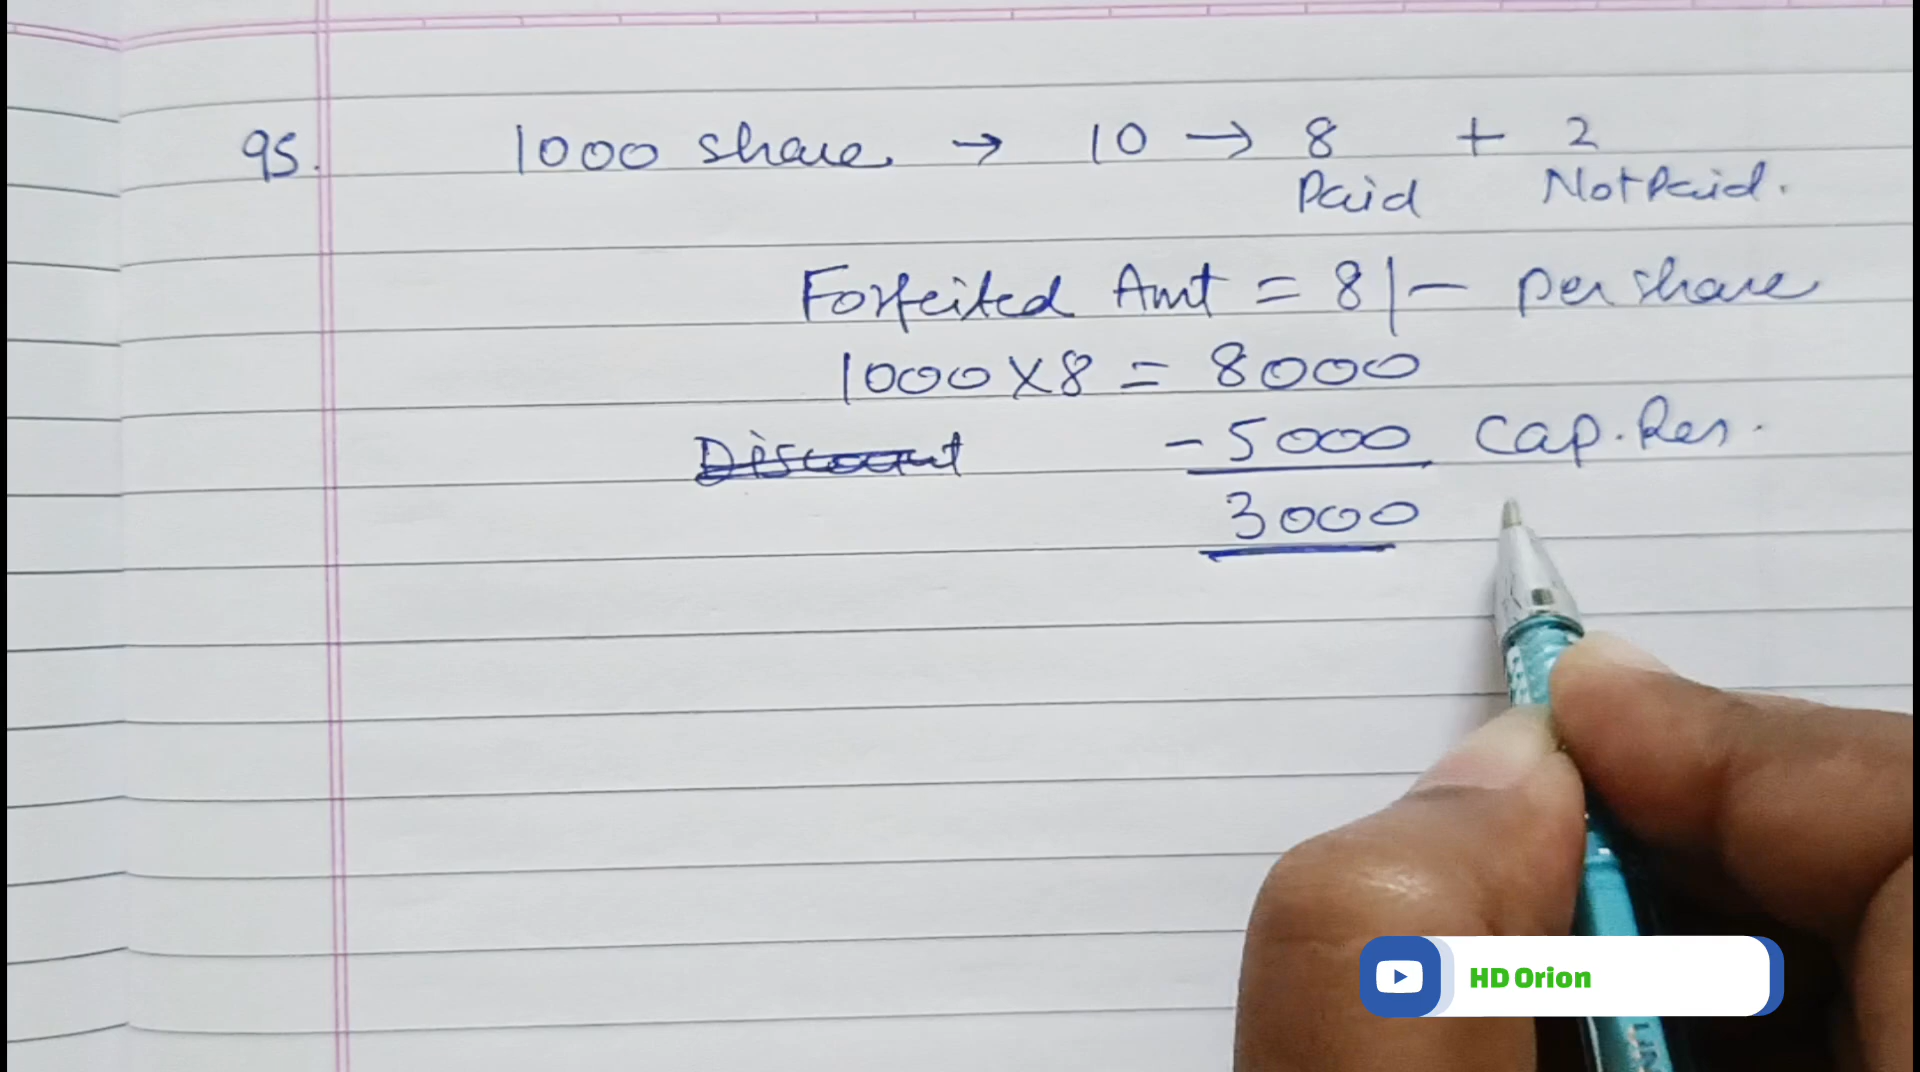 95. 1000 share → 10 → 8 + 2
Paid Not Paid.
Forfeited Amt = 8/- per share
1000 x 8 = 8000
Discount - 5000 Cap. Res.
3000
HD Orion